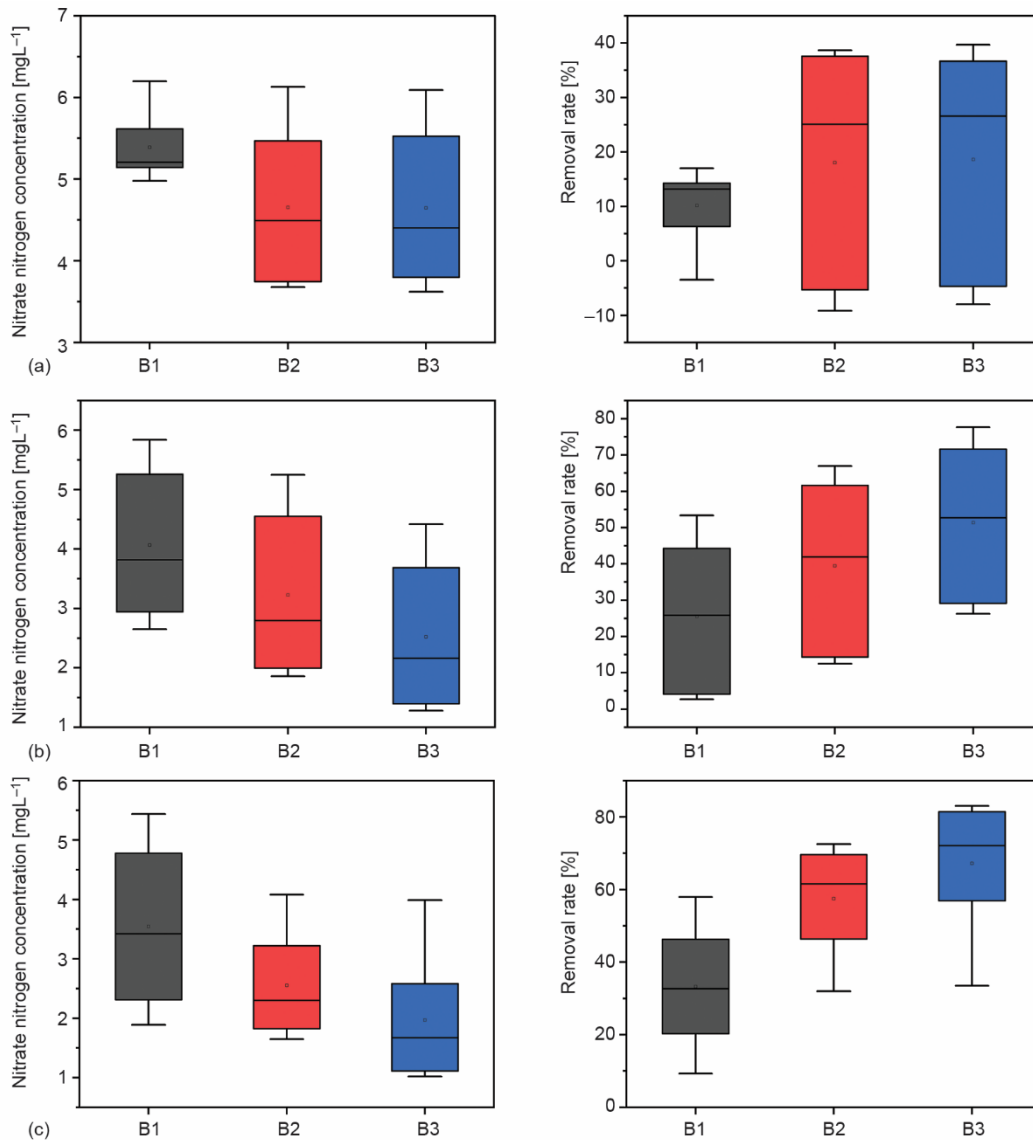 Nitrate nitrogen concentration [mgL⁻¹]
7
6
5
4
3
B1 B2 B3
Removal rate [%]
40
30
20
10
0
−10
B1 B2 B3
(a)
Nitrate nitrogen concentration [mgL⁻¹]
6
5
4
3
2
1
B1 B2 B3
Removal rate [%]
80
70
60
50
40
30
20
10
0
B1 B2 B3
(b)
Nitrate nitrogen concentration [mgL⁻¹]
6
5
4
3
2
1
B1 B2 B3
Removal rate [%]
80
60
40
20
0
B1 B2 B3
(c)